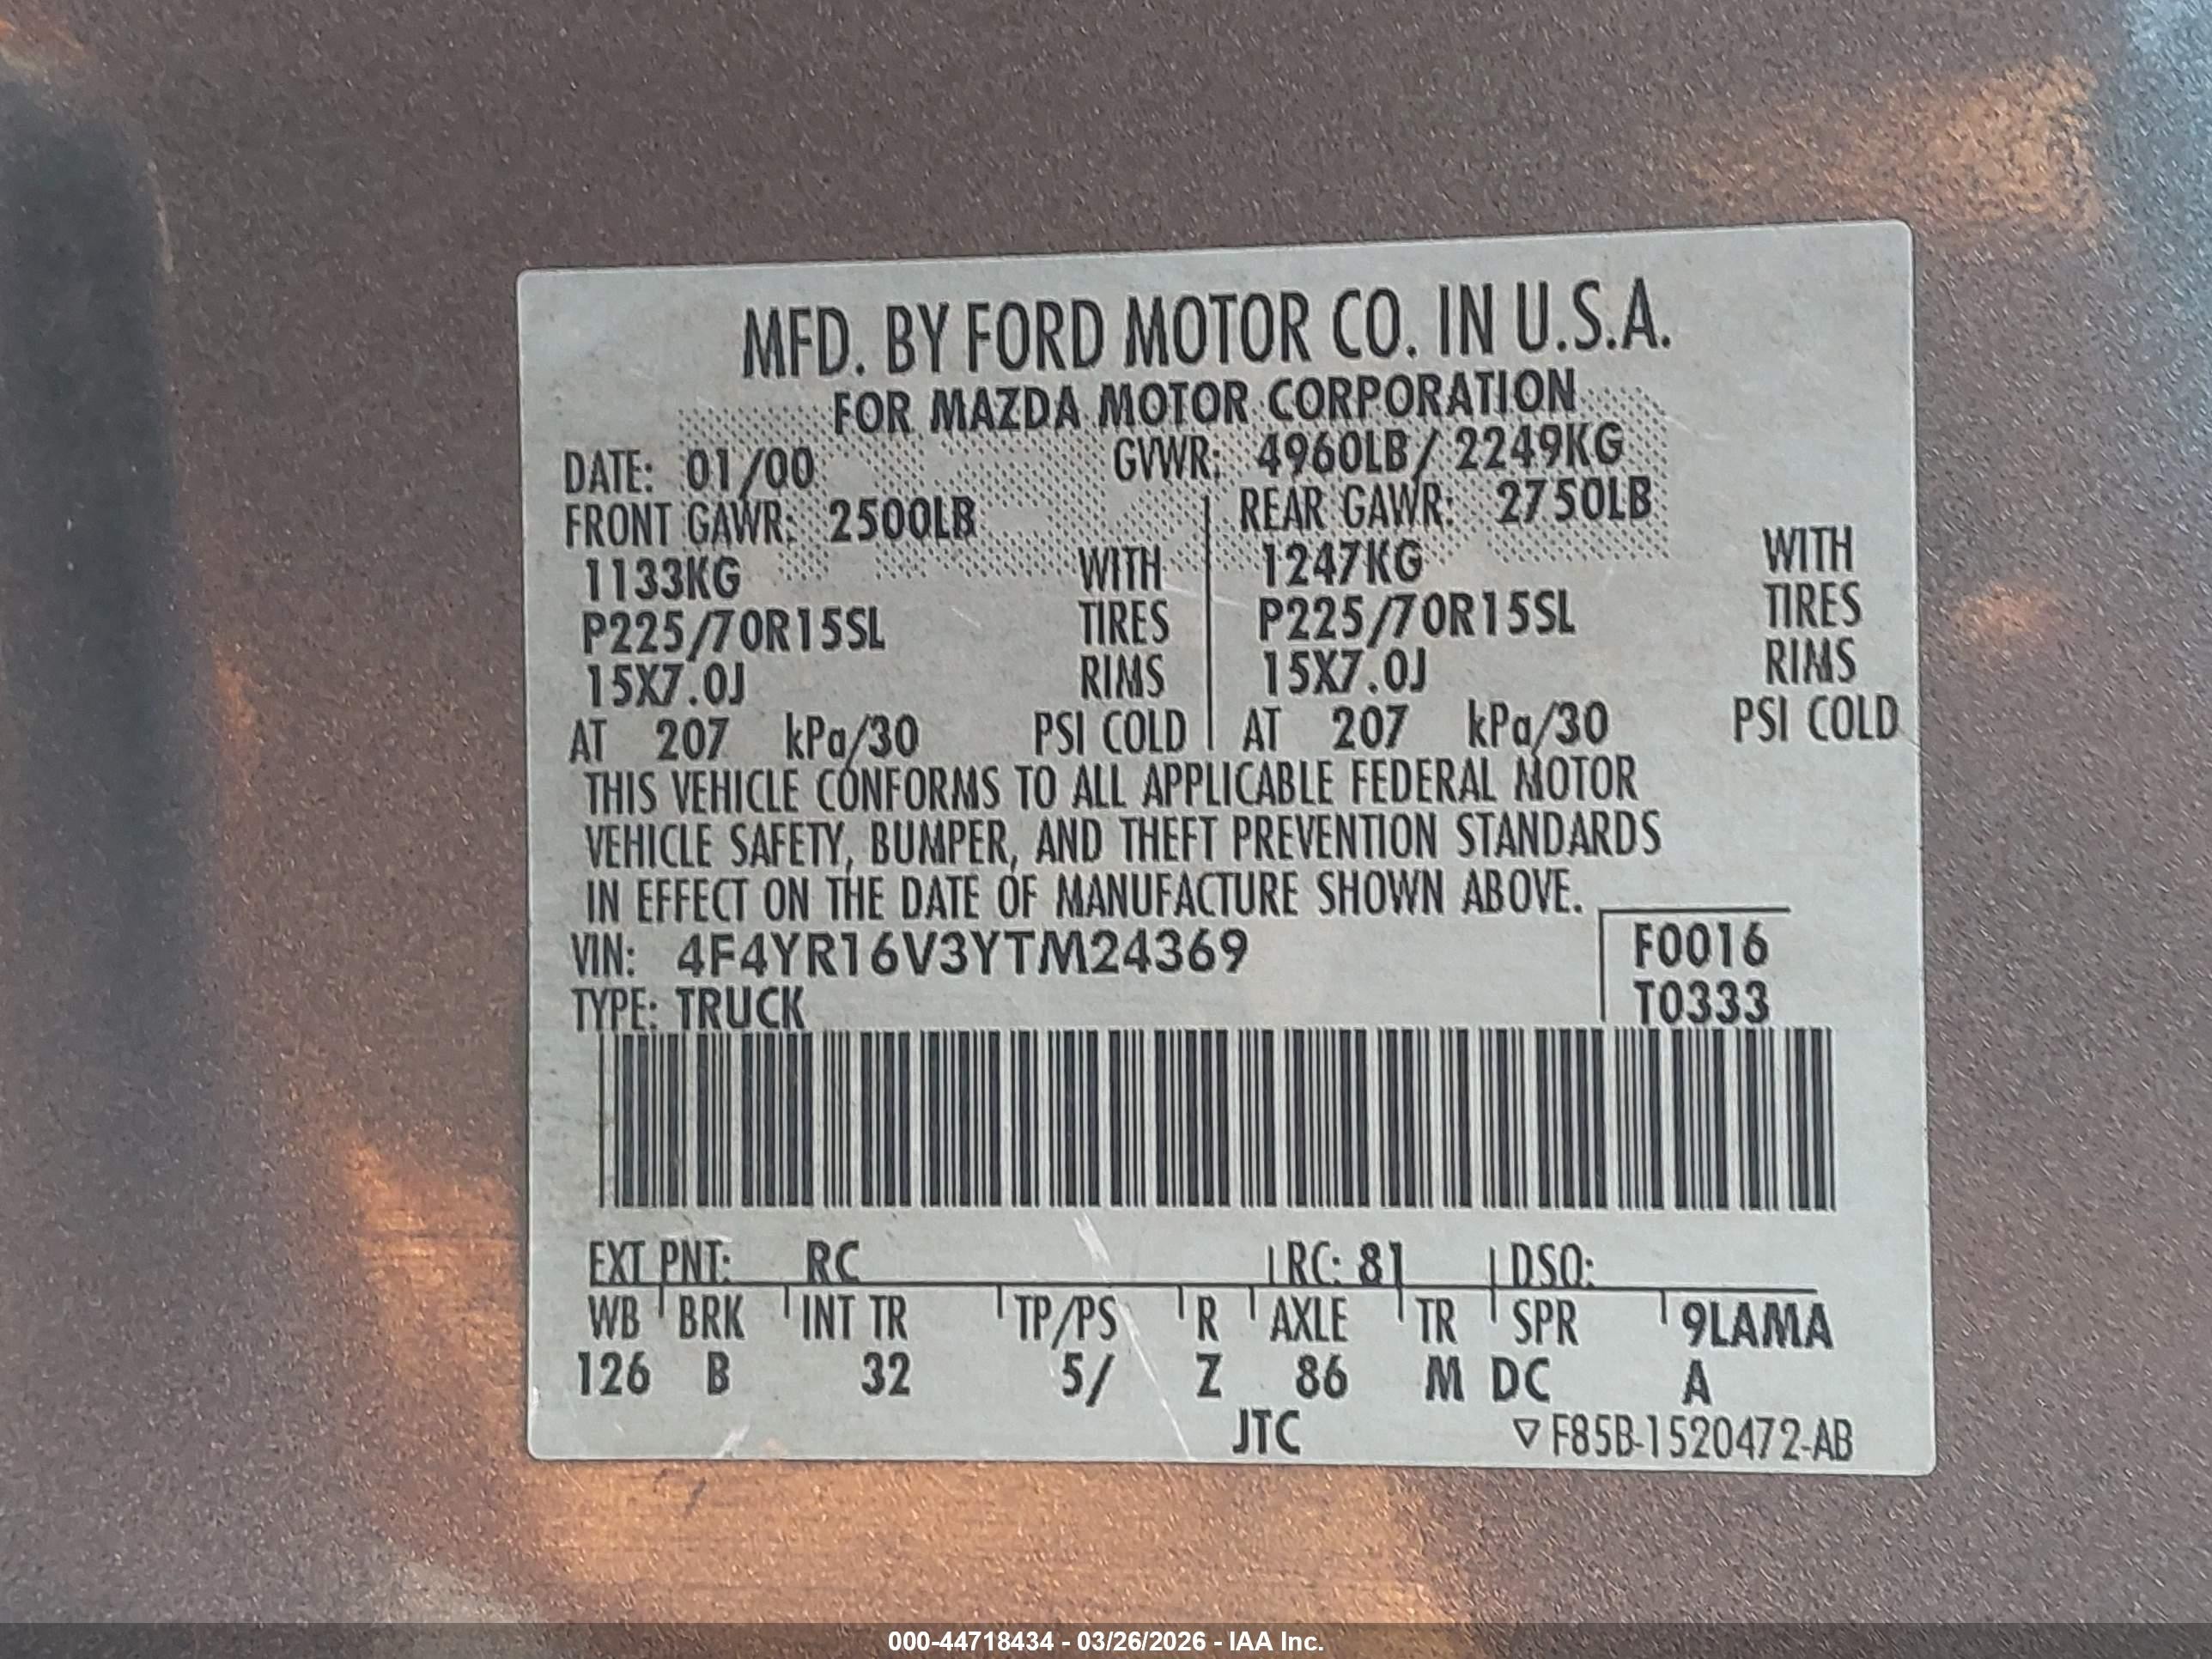 MFD. BY FORD MOTOR CO. IN U.S.A.
FOR MAZDA MOTOR CORPORATION
DATE: 01/00 GVWR: 4960LB / 2249KG
FRONT GAWR: 2500LB REAR GAWR: 2750LB
1133KG WITH 1247KG WITH
P225/70R15SL TIRES P225/70R15SL TIRES
15X7.0J RIMS 15X7.0J RIMS
AT 207 kPa/30 PSI COLD AT 207 kPa/30 PSI COLD
THIS VEHICLE CONFORMS TO ALL APPLICABLE FEDERAL MOTOR
VEHICLE SAFETY, BUMPER, AND THEFT PREVENTION STANDARDS
IN EFFECT ON THE DATE OF MANUFACTURE SHOWN ABOVE.
VIN: 4F4YR16V3YTM24369 F0016
TYPE: TRUCK T0333
EXT PNT: RC RC: 81 DSO:
WB BRK INT TR TP/PS R AXLE TR SPR 9LAMA
126 B 32 5/ Z 86 M DC A
JTC ▽F85B-1520472-AB
000-44718434 - 03/26/2026 - IAA Inc.